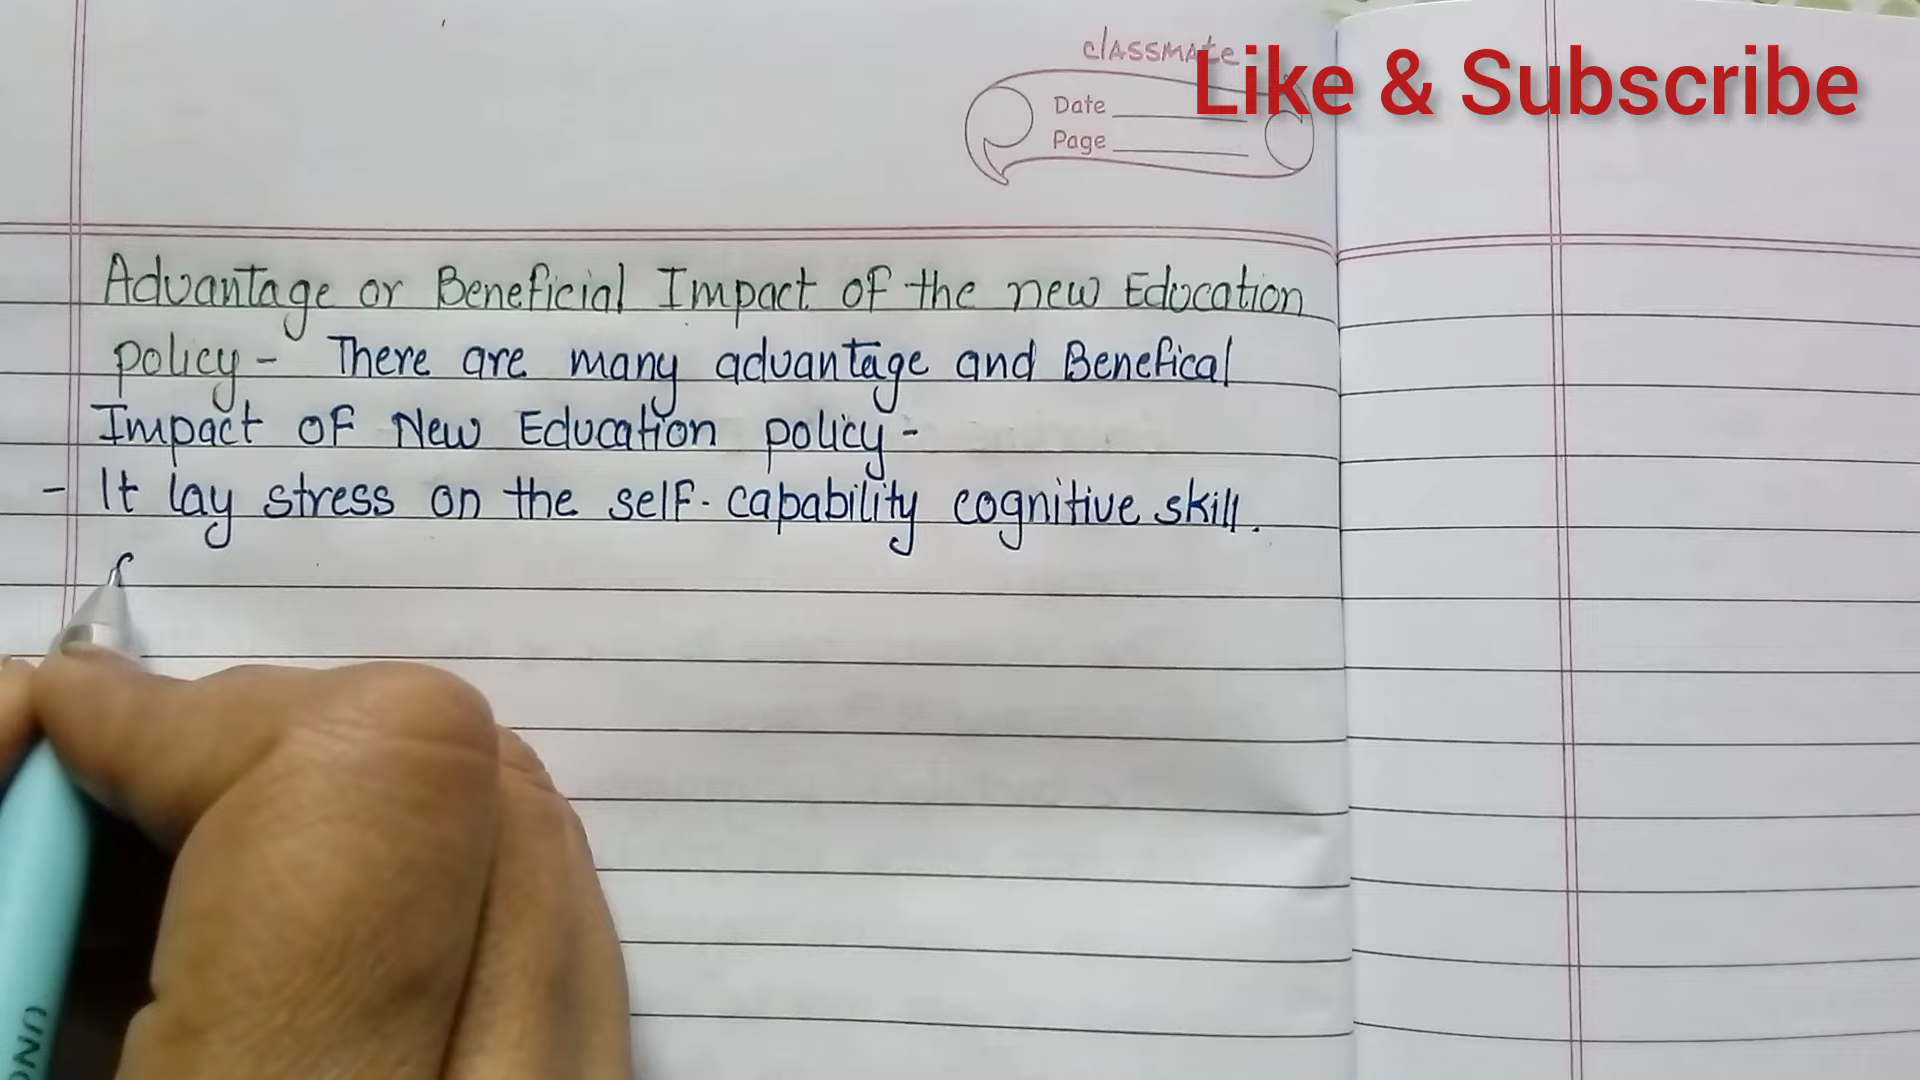 classmate
Like & Subscribe
Date
Page
Advantage or Beneficial Impact of the new Education
policy - There are many advantage and Benefical
Impact of New Education policy -
- It lay stress on the self-capability cognitive skill.